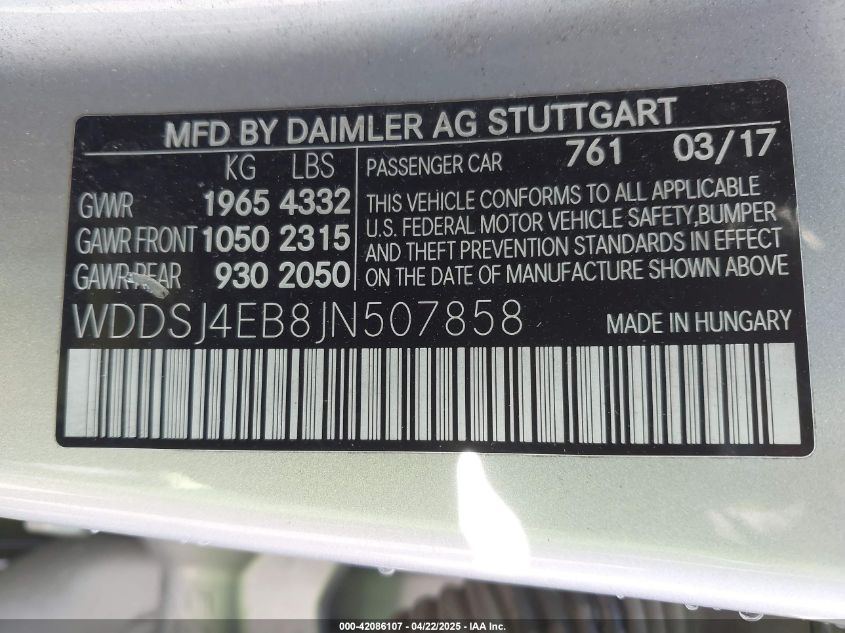 MFD BY DAIMLER AG STUTTGART
KG LBS
GVWR 1965 4332
GAWR FRONT 1050 2315
GAWR-REAR 930 2050
PASSENGER CAR 761 03/17
THIS VEHICLE CONFORMS TO ALL APPLICABLE
U.S. FEDERAL MOTOR VEHICLE SAFETY,BUMPER
AND THEFT PREVENTION STANDARDS IN EFFECT
ON THE DATE OF MANUFACTURE SHOWN ABOVE
WDDSJ4EB8JN507858 MADE IN HUNGARY
000-42086107 - 04/22/2025 - IAA Inc.